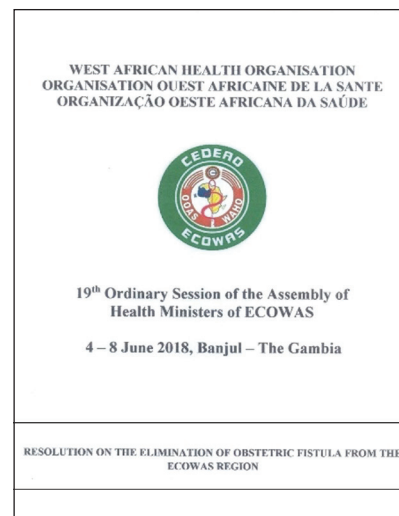 WEST AFRICAN HEALTH ORGANISATION
ORGANISATION OUEST AFRICAINE DE LA SANTE
ORGANIZAÇÃO OESTE AFRICANA DA SAÚDE
CEDEAO
OOAS WAHO
ECOWAS
19th Ordinary Session of the Assembly of
Health Ministers of ECOWAS
4 – 8 June 2018, Banjul – The Gambia
RESOLUTION ON THE ELIMINATION OF OBSTETRIC FISTULA FROM THE
ECOWAS REGION